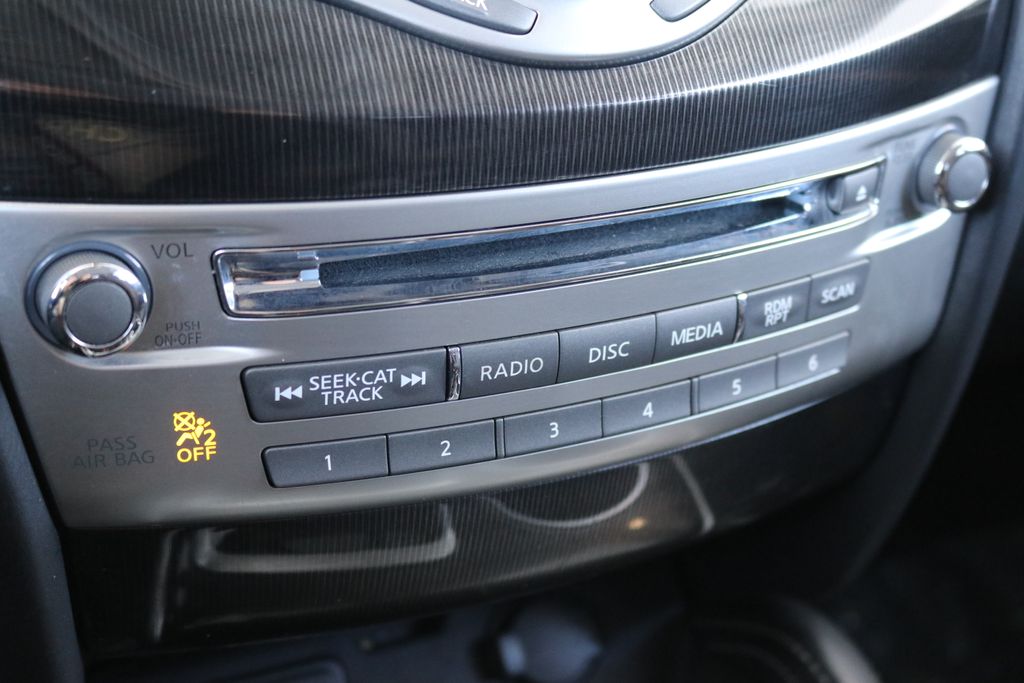 VOL
PUSH
ON·OFF
SEEK·CAT
TRACK
RADIO
DISC
MEDIA
RDM
RPT
SCAN
1
2
3
4
5
6
PASS
AIR BAG
2
OFF